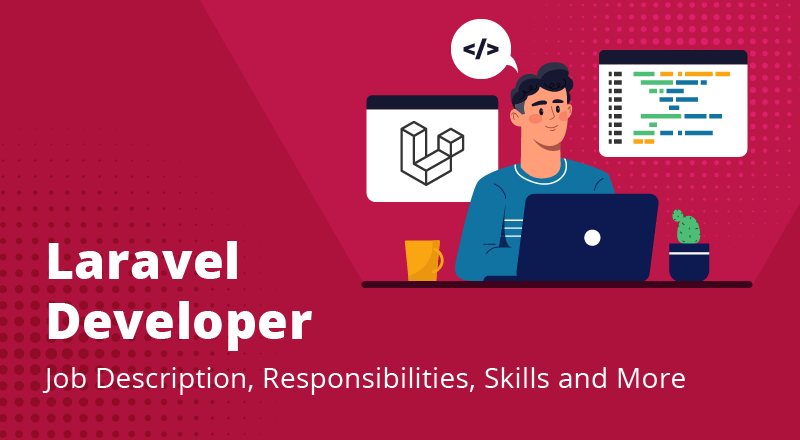 </>
Laravel
Developer
Job Description, Responsibilities, Skills and More